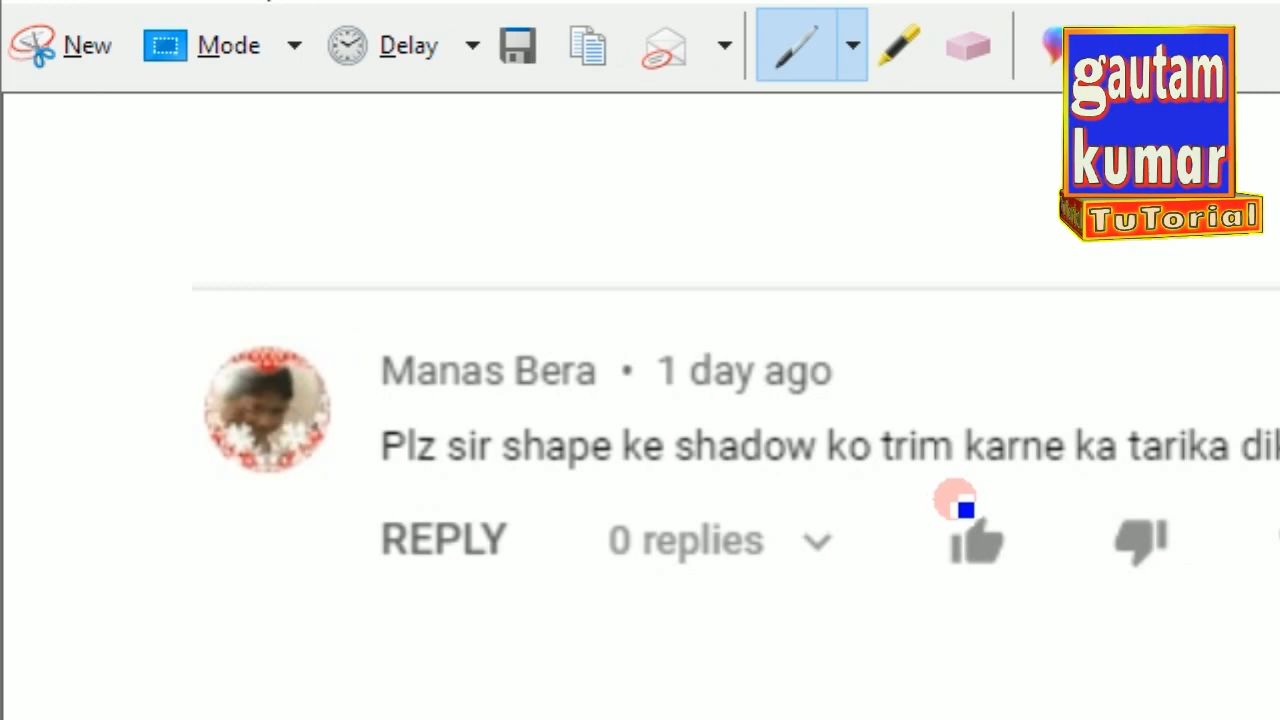 New Mode Delay
gautam
kumar
TuTorial
Manas Bera • 1 day ago
Plz sir shape ke shadow ko trim karne ka tarika
REPLY 0 replies